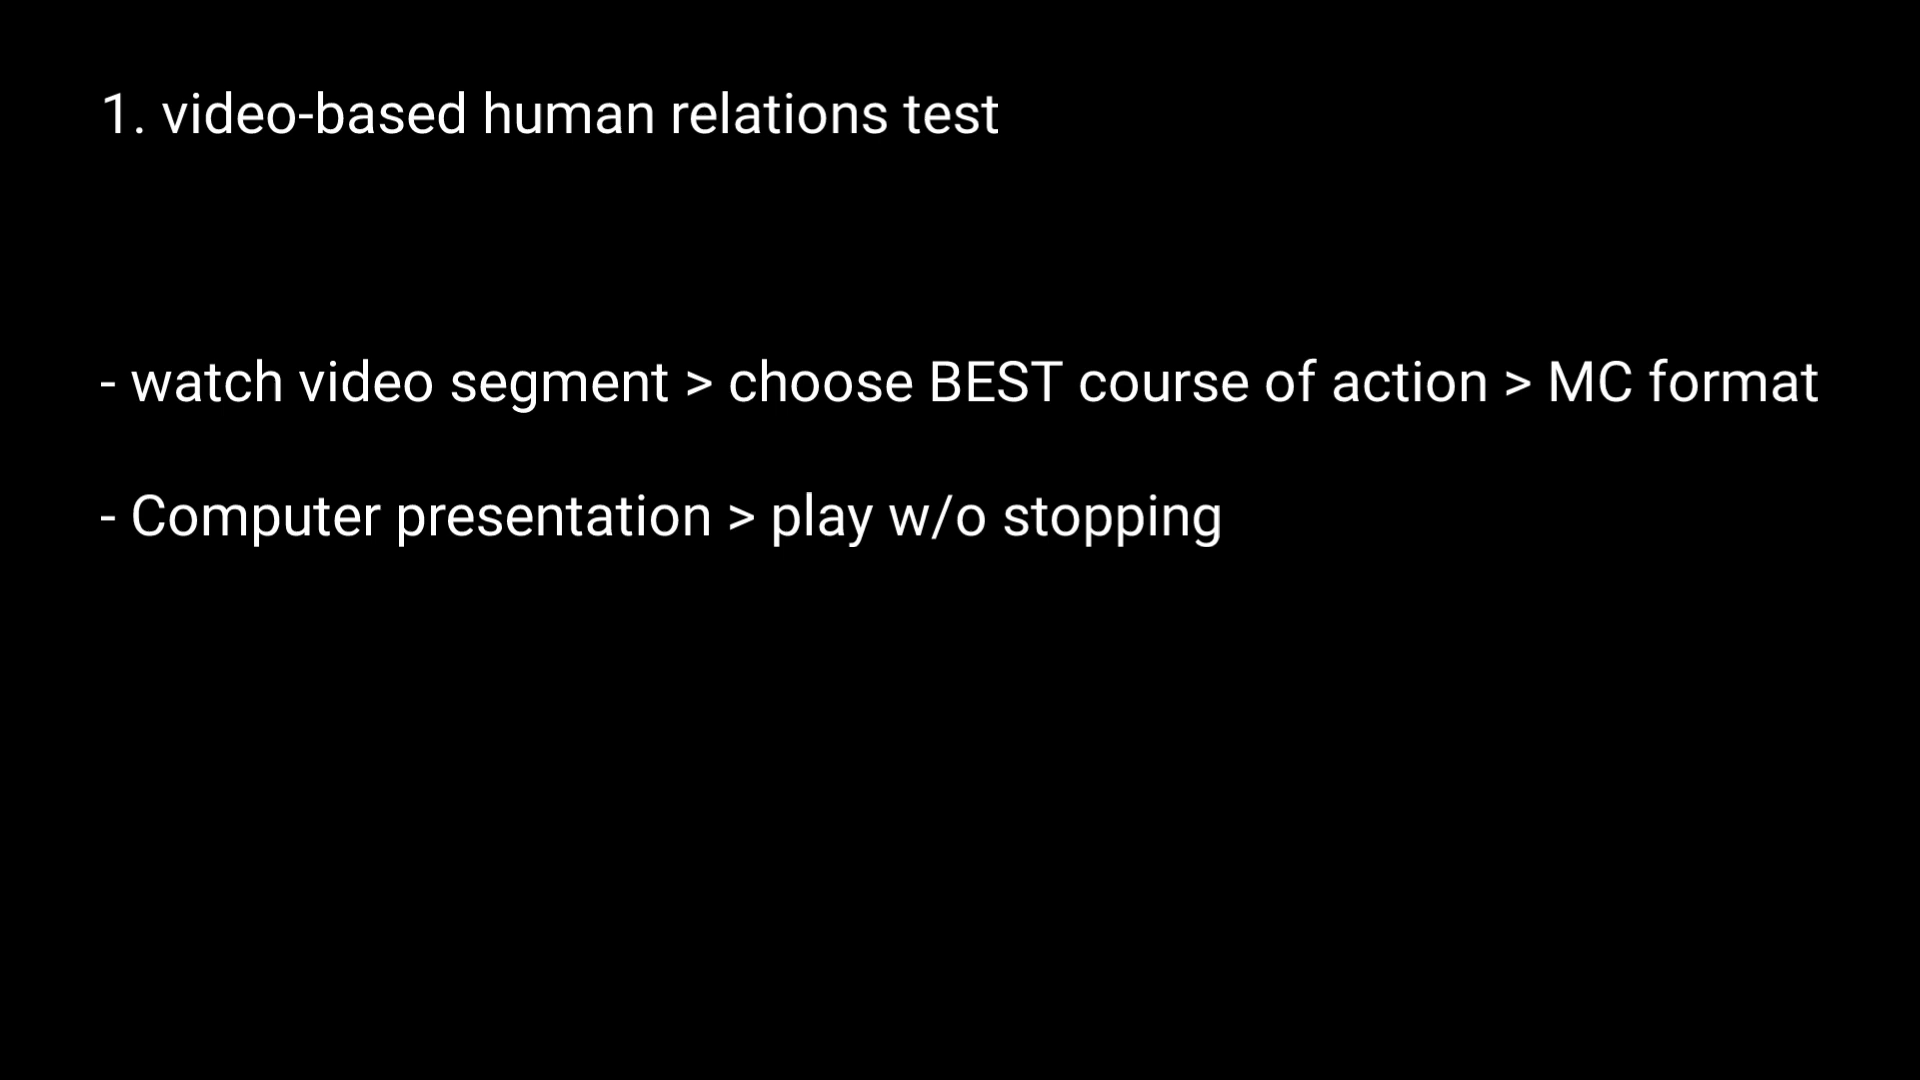 1. video-based human relations test
- watch video segment > choose BEST course of action > MC format
- Computer presentation > play w/o stopping